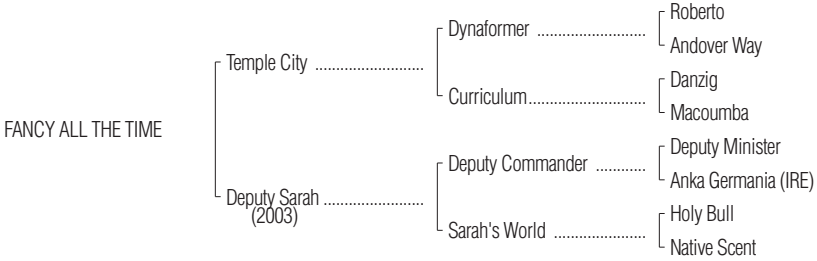 Roberto
Dynaformer ..........................
Andover Way
Temple City ..........................
Danzig
Curriculum............................
Macoumba
FANCY ALL THE TIME
Deputy Minister
Deputy Commander ............
Anka Germania (IRE)
Deputy Sarah ........................
(2003)
Holy Bull
Sarah's World ......................
Native Scent